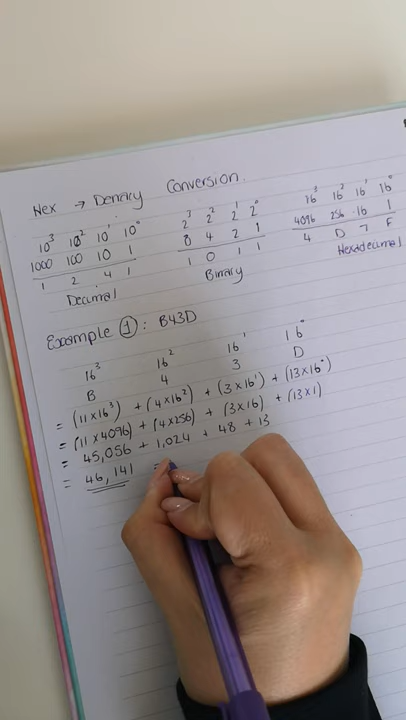 Hex → Denary Conversion
10³ 10² 10¹ 10⁰
1000 100 10 1
1 2 4 1
Decimal
2³ 2² 2¹ 2⁰
8 4 2 1
1 0 1 1
Binary
16³ 16² 16¹ 16⁰
4096 256 16 1
4 D 7 F
Hexadecimal
Example ①: B43D
16³ 16² 16¹ 16⁰
B 4 3 D
= (11×16³) + (4×16²) + (3×16¹) + (13×16⁰)
= (11×4096) + (4×256) + (3×16) + (13×1)
= 45,056 + 1,024 + 48 + 13
= 46,141 =